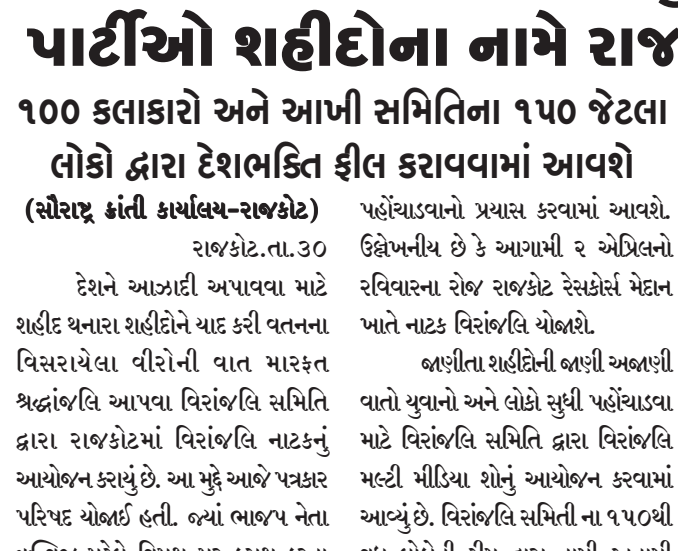 પાર્ટીઓ શહીદોના નામે
૧૦૦ કલાકારો અને આખી સમિતિના ૧૫૦ જેટલા
લોકો દ્વારા દેશભક્તિ ફીલ કરાવવામાં આવશે
(સૌરાષ્ટ્ર ક્રાંતી કાર્યાલય-રાજકોટ)
રાજકોટ.તા.૩૦
દેશને આઝાદી અપાવવા માટે
શહીદ થનારા શહીદોને યાદ કરી વતનના
વિસરાયેલા વીરોની વાત મારફત
શ્રદ્ધાંજલિ આપવા વિરાંજલિ સમિતિ
દ્વારા રાજકોટમાં વિરાંજલિ નાટકનું
આયોજન કરાયું છે. આ મુદ્દે આજે પત્રકાર
પરિષદ યોજાઈ હતી. જ્યાં ભાજપ નેતા
પહોંચાડવાનો પ્રયાસ કરવામાં આવશે.
ઉલ્લેખનીય છે કે આગામી ૨ એપ્રિલનો
રવિવારના રોજ રાજકોટ રેસકોર્સ મેદાન
ખાતે નાટક વિરાંજલિ યોજાશે.
જાણીતા શહીદોની જાણી અજાણી
વાતો યુવાનો અને લોકો સુધી પહોંચાડવા
માટે વિરાંજલિ સમિતિ દ્વારા વિરાંજલિ
મલ્ટી મીડિયા શોનું આયોજન કરવામાં
આવ્યું છે. વિરાંજલિ સમિતી ના ૧૫૦થી